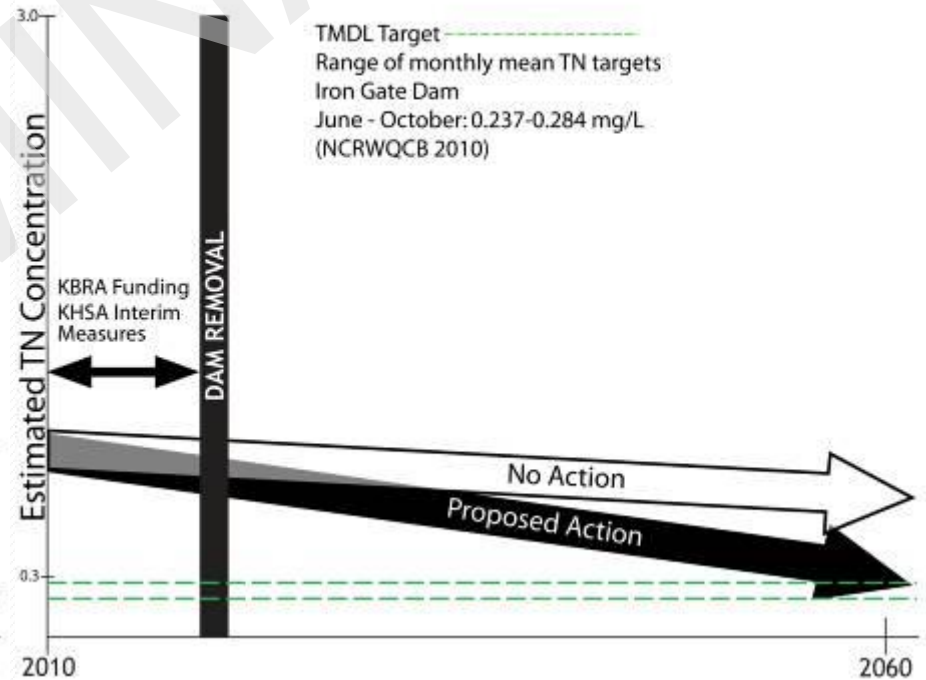 3.0
TMDL Target
Range of monthly mean TN targets
Iron Gate Dam
June - October: 0.237-0.284 mg/L
(NCRWQCB 2010)
Estimated TN Concentration
KBRA Funding
KHSA Interim
Measures
DAM REMOVAL
No Action
Proposed Action
0.3
2010
2060